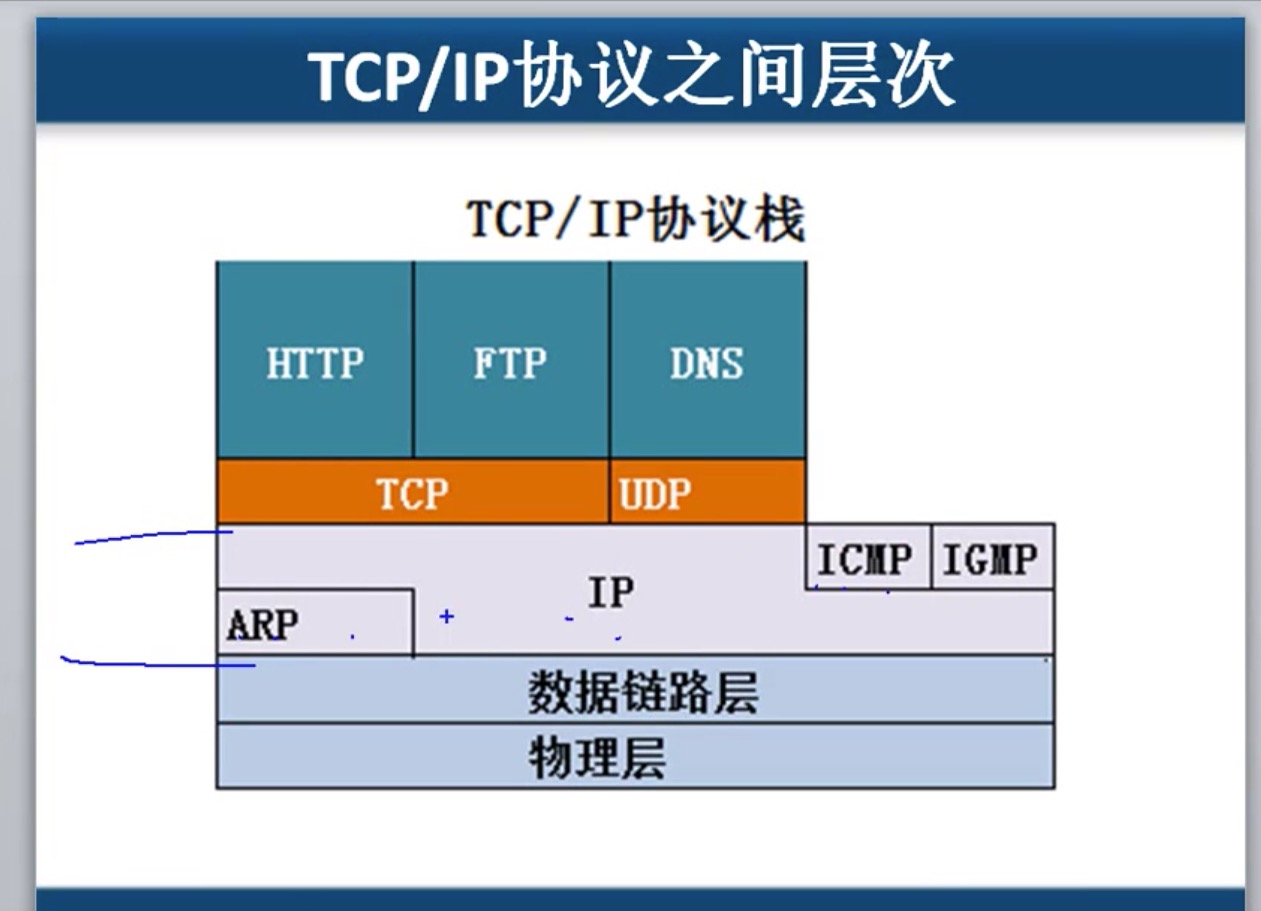 TCP/IP协议之间层次
TCP/IP协议栈
HTTP FTP DNS
TCP UDP
ICMP IGMP
IP
ARP
数据链路层
物理层